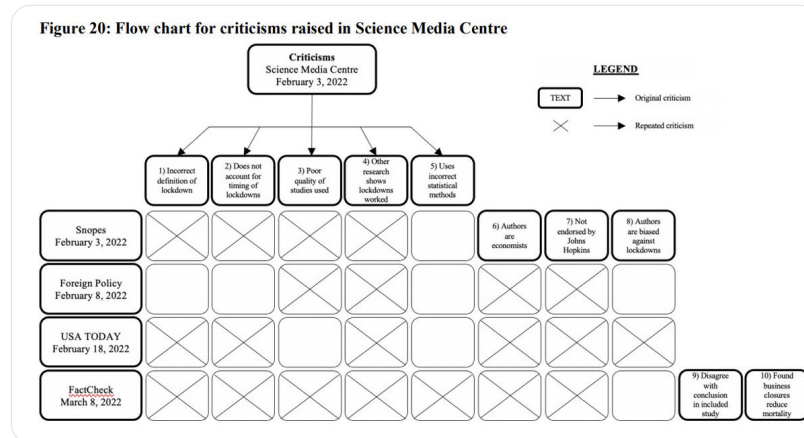 Figure 20: Flow chart for criticisms raised in Science Media Centre
Criticisms
Science Media Centre
February 3, 2022
LEGEND
TEXT
Original criticism
Repeated criticism
1) Incorrect
definition of
lockdown
2) Does not
account for
timing of
lockdowns
3) Poor
quality of
studies used
4) Other
research
shows
lockdowns
worked
5) Uses
incorrect
statistical
methods
Snopes
February 3, 2022
6) Authors
are
economists
7) Not
endorsed by
Johns
Hopkins
8) Authors
are biased
against
lockdowns
Foreign Policy
February 8, 2022
USA TODAY
February 18, 2022
FactCheck
March 8, 2022
9) Disagree
with
conclusion
in included
study
10) Found
business
closures
reduce
mortality